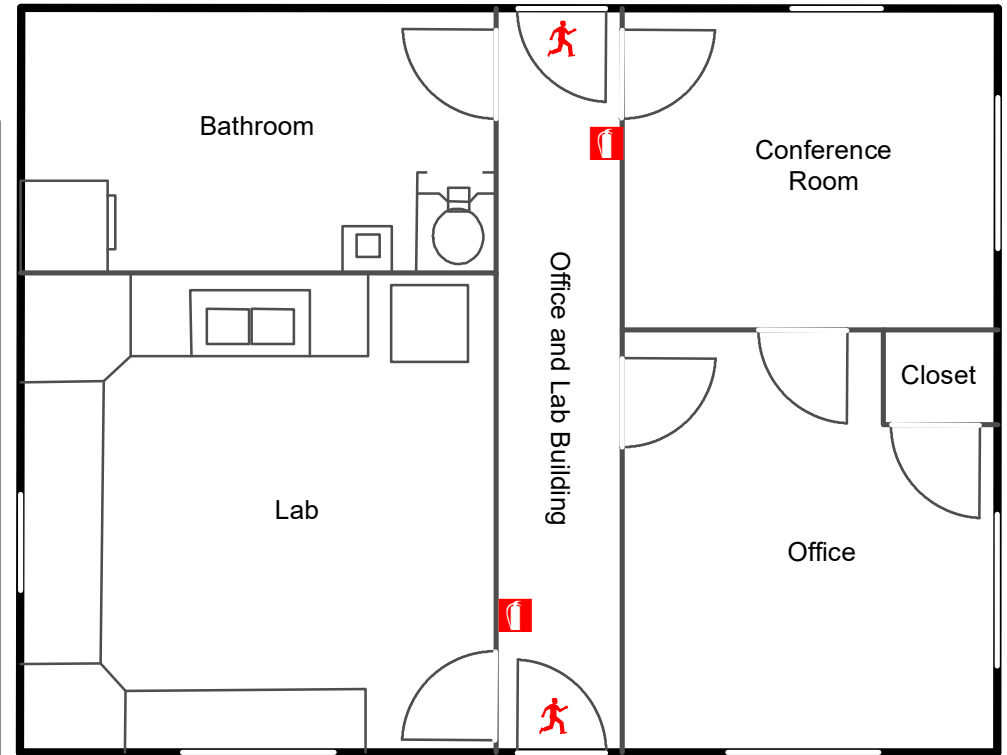 Bathroom
Conference
Room
Office and Lab Building
Closet
Lab
Office